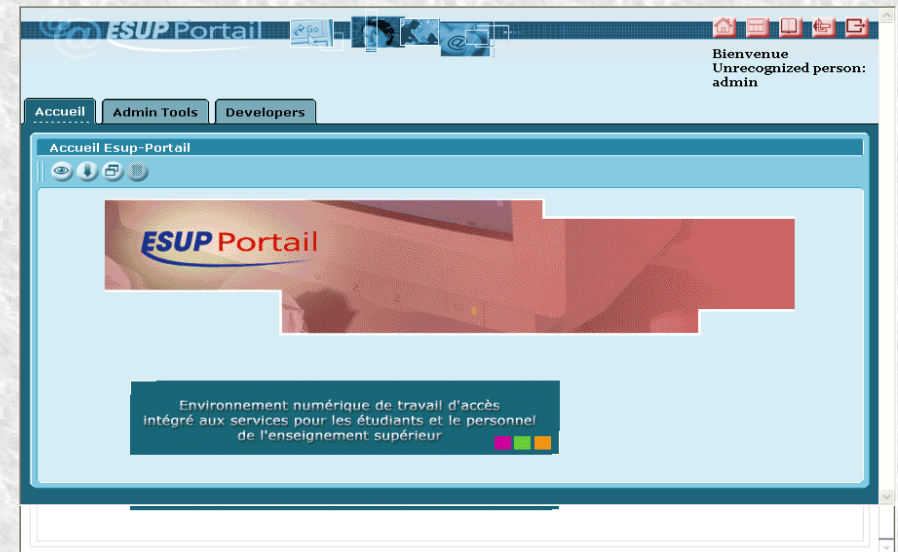 ESUP Portail
Go
@
Bienvenue
Unrecognized person:
admin
Accueil
Admin Tools
Developers
Accueil Esup-Portail
ESUP Portail
Environnement numérique de travail d'accès
intégré aux services pour les étudiants et le personnel
de l'enseignement supérieur